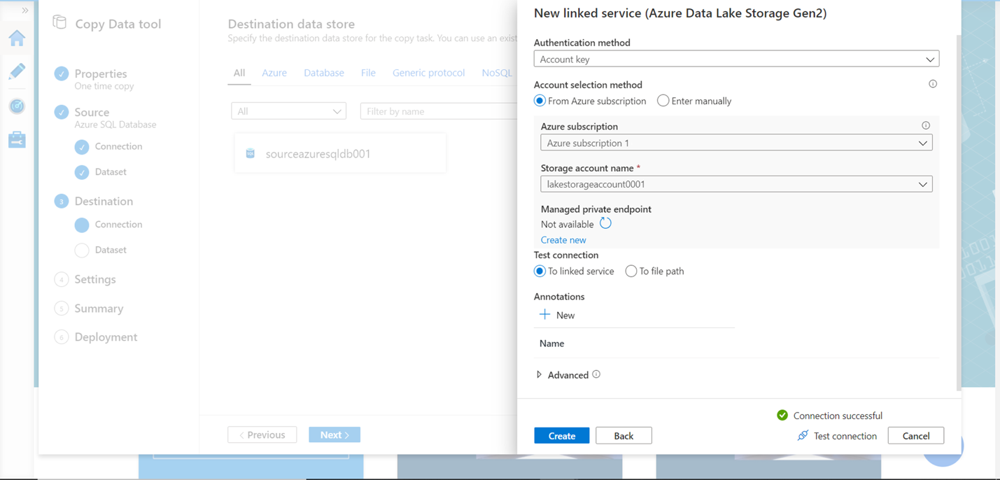 Copy Data tool
Properties
One time copy
Source
Azure SQL Database
Connection
Dataset
3 Destination
Connection
Dataset
4 Settings
5 Summary
6 Deployment
Destination data store
Specify the destination data store for the copy task. You can use an exist
All Azure Database File Generic protocol NoSQL
All Filter by name
sourceazuresqldb001
< Previous Next >
New linked service (Azure Data Lake Storage Gen2)
Authentication method
Account key
Account selection method
From Azure subscription Enter manually
Azure subscription
Azure subscription 1
Storage account name *
lakestorageaccount0001
Managed private endpoint
Not available
Create new
Test connection
To linked service To file path
Annotations
+ New
Name
Advanced
Connection successful
Create Back Test connection Cancel